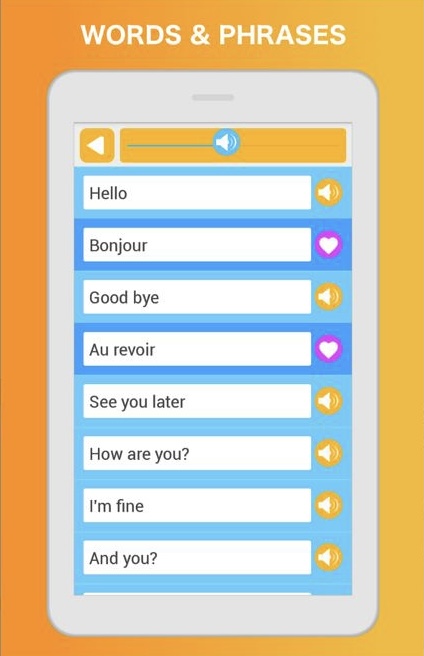 WORDS & PHRASES
Hello
Bonjour
Good bye
Au revoir
See you later
How are you?
I'm fine
And you?